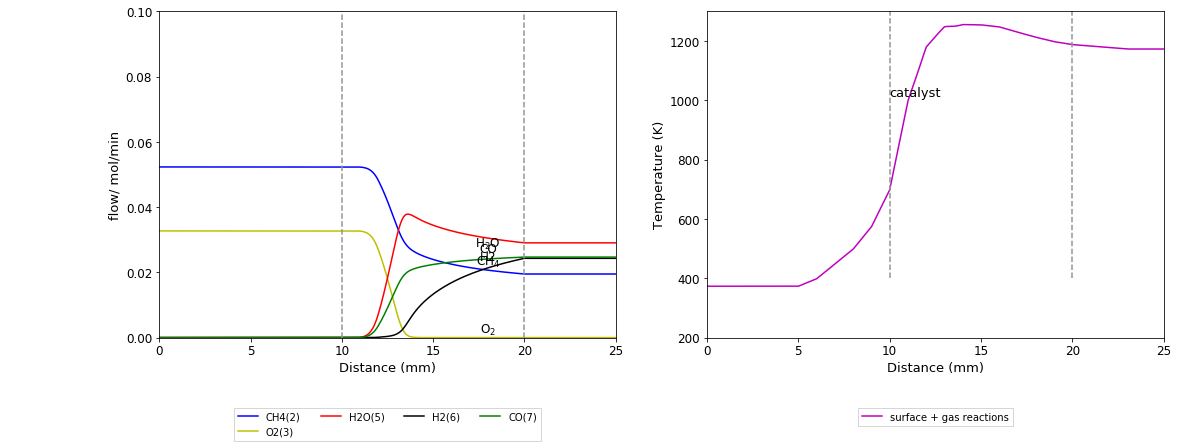 0.10
0.08
0.06
0.04
0.02
0.00
flow/ mol/min
H₂O
CO
H2
CH₄
O₂
0 5 10 15 20 25
Distance (mm)
CH4(2) H2O(5) H2(6) CO(7)
O2(3)
1200
1000
800
600
400
200
Temperature (K)
catalyst
0 5 10 15 20 25
Distance (mm)
surface + gas reactions